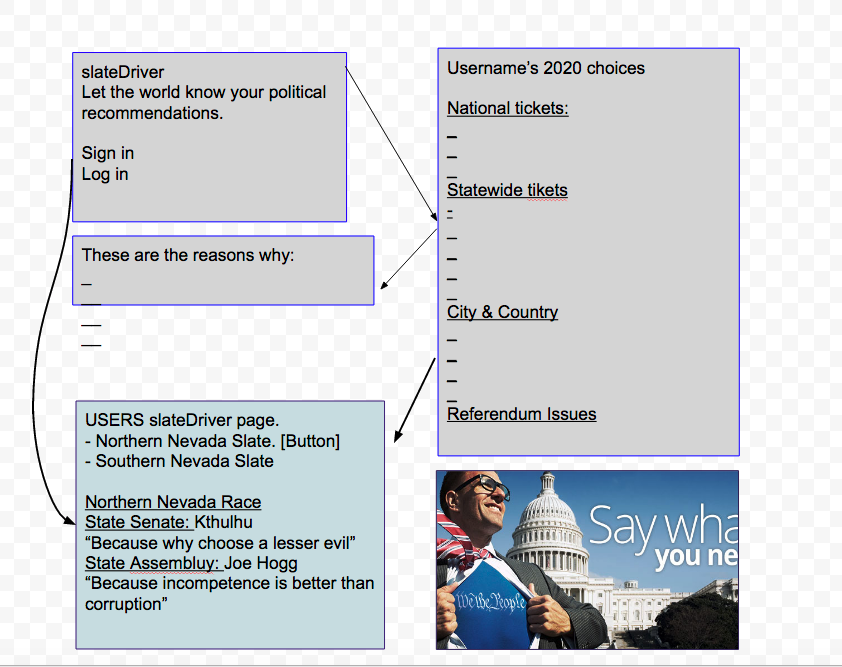 slateDriver
Let the world know your political
recommendations.
Sign in
Log in
These are the reasons why:
Username's 2020 choices
National tickets:
Statewide tikets
City & Country
Referendum Issues
USERS slateDriver page.
- Northern Nevada Slate. [Button]
- Southern Nevada Slate
Northern Nevada Race
State Senate: Kthulhu
“Because why choose a lesser evil”
State Assembluy: Joe Hogg
“Because incompetence is better than
corruption”
Say wha
you ne
We the People